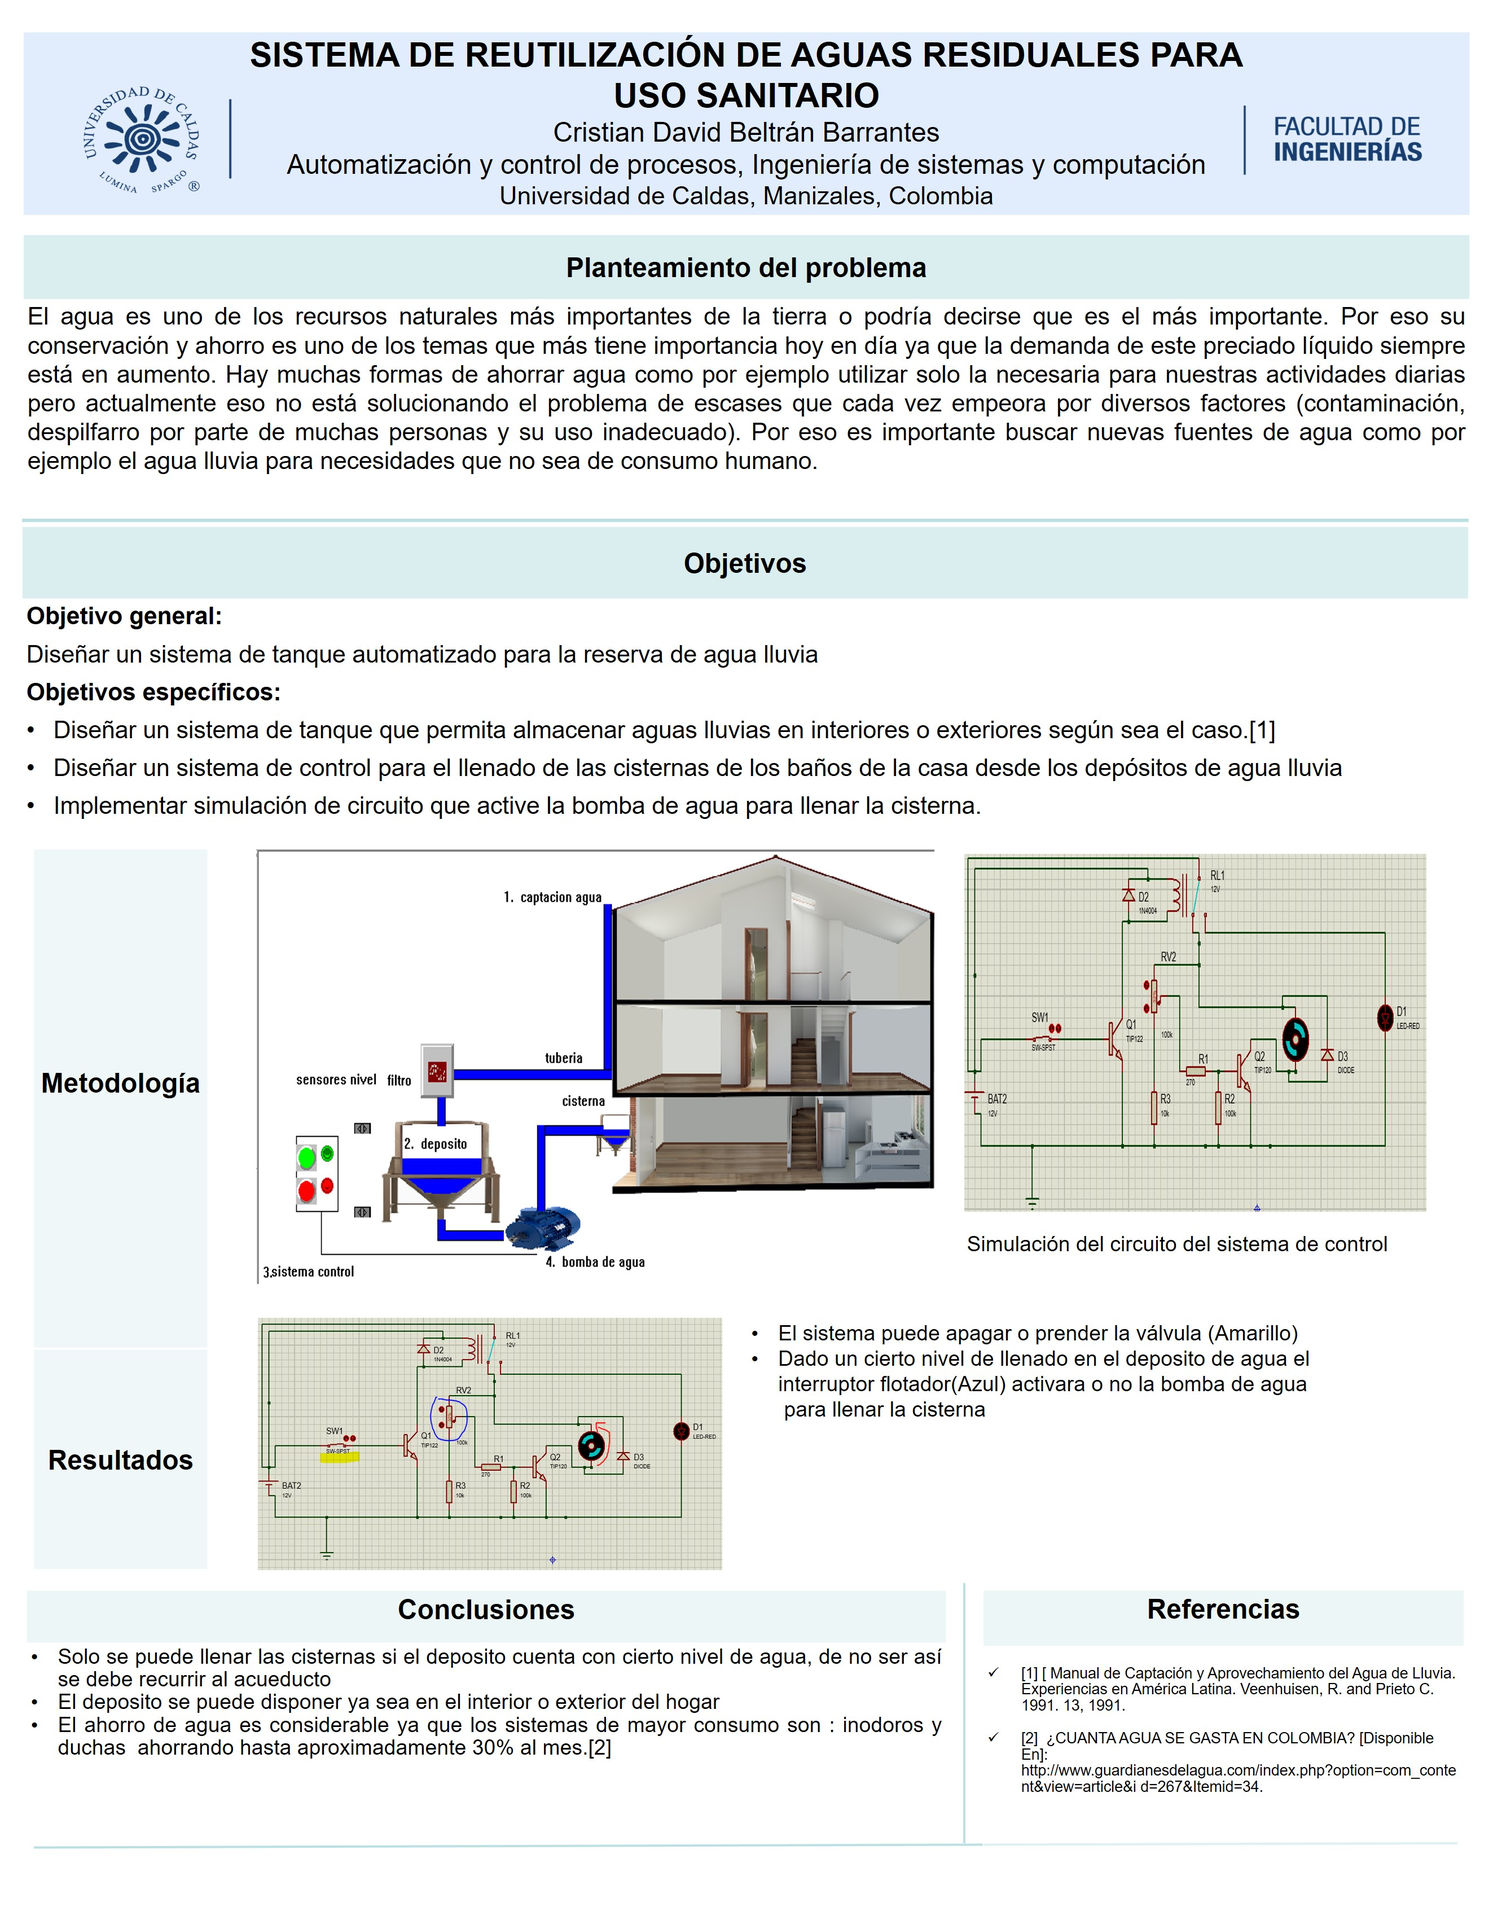 SISTEMA DE REUTILIZACIÓN DE AGUAS RESIDUALES PARA
USO SANITARIO
Cristian David Beltrán Barrantes
Automatización y control de procesos, Ingeniería de sistemas y computación
Universidad de Caldas, Manizales, Colombia
UNIVERSIDAD DE CALDAS
LUMINA SPARGO ®
FACULTAD DE
INGENIERÍAS
Planteamiento del problema
El agua es uno de los recursos naturales más importantes de la tierra o podría decirse que es el más importante. Por eso su
conservación y ahorro es uno de los temas que más tiene importancia hoy en día ya que la demanda de este preciado líquido siempre
está en aumento. Hay muchas formas de ahorrar agua como por ejemplo utilizar solo la necesaria para nuestras actividades diarias
pero actualmente eso no está solucionando el problema de escases que cada vez empeora por diversos factores (contaminación,
despilfarro por parte de muchas personas y su uso inadecuado). Por eso es importante buscar nuevas fuentes de agua como por
ejemplo el agua lluvia para necesidades que no sea de consumo humano.
Objetivos
Objetivo general:
Diseñar un sistema de tanque automatizado para la reserva de agua lluvia
Objetivos específicos:
• Diseñar un sistema de tanque que permita almacenar aguas lluvias en interiores o exteriores según sea el caso.[1]
• Diseñar un sistema de control para el llenado de las cisternas de los baños de la casa desde los depósitos de agua lluvia
• Implementar simulación de circuito que active la bomba de agua para llenar la cisterna.
Metodología
1. captacion agua
tuberia
sensores nivel filtro
cisterna
2. deposito
4. bomba de agua
3.sistema control
RL1
12V
D2
1N4004
RV2
100k
SW1
SW-SPST
Q1
TIP122
D1
LED-RED
R1
270
Q2
TIP120
D3
DIODE
BAT2
12V
R3
10k
R2
100k
Simulación del circuito del sistema de control
Resultados
RL1
12V
D2
1N4004
RV2
100k
SW1
SW-SPST
Q1
TIP122
D1
LED-RED
R1
270
Q2
TIP120
D3
DIODE
BAT2
12V
R3
10k
R2
100k
• El sistema puede apagar o prender la válvula (Amarillo)
• Dado un cierto nivel de llenado en el deposito de agua el
interruptor flotador(Azul) activara o no la bomba de agua
para llenar la cisterna
Conclusiones
• Solo se puede llenar las cisternas si el deposito cuenta con cierto nivel de agua, de no ser así
se debe recurrir al acueducto
• El deposito se puede disponer ya sea en el interior o exterior del hogar
• El ahorro de agua es considerable ya que los sistemas de mayor consumo son : inodoros y
duchas ahorrando hasta aproximadamente 30% al mes.[2]
Referencias
✓ [1] [ Manual de Captación y Aprovechamiento del Agua de Lluvia.
Experiencias en América Latina. Veenhuisen, R. and Prieto C.
1991. 13, 1991.
✓ [2] ¿CUANTA AGUA SE GASTA EN COLOMBIA? [Disponible
En]:
http://www.guardianesdelagua.com/index.php?option=com_conte
nt&view=article&i d=267&Itemid=34.